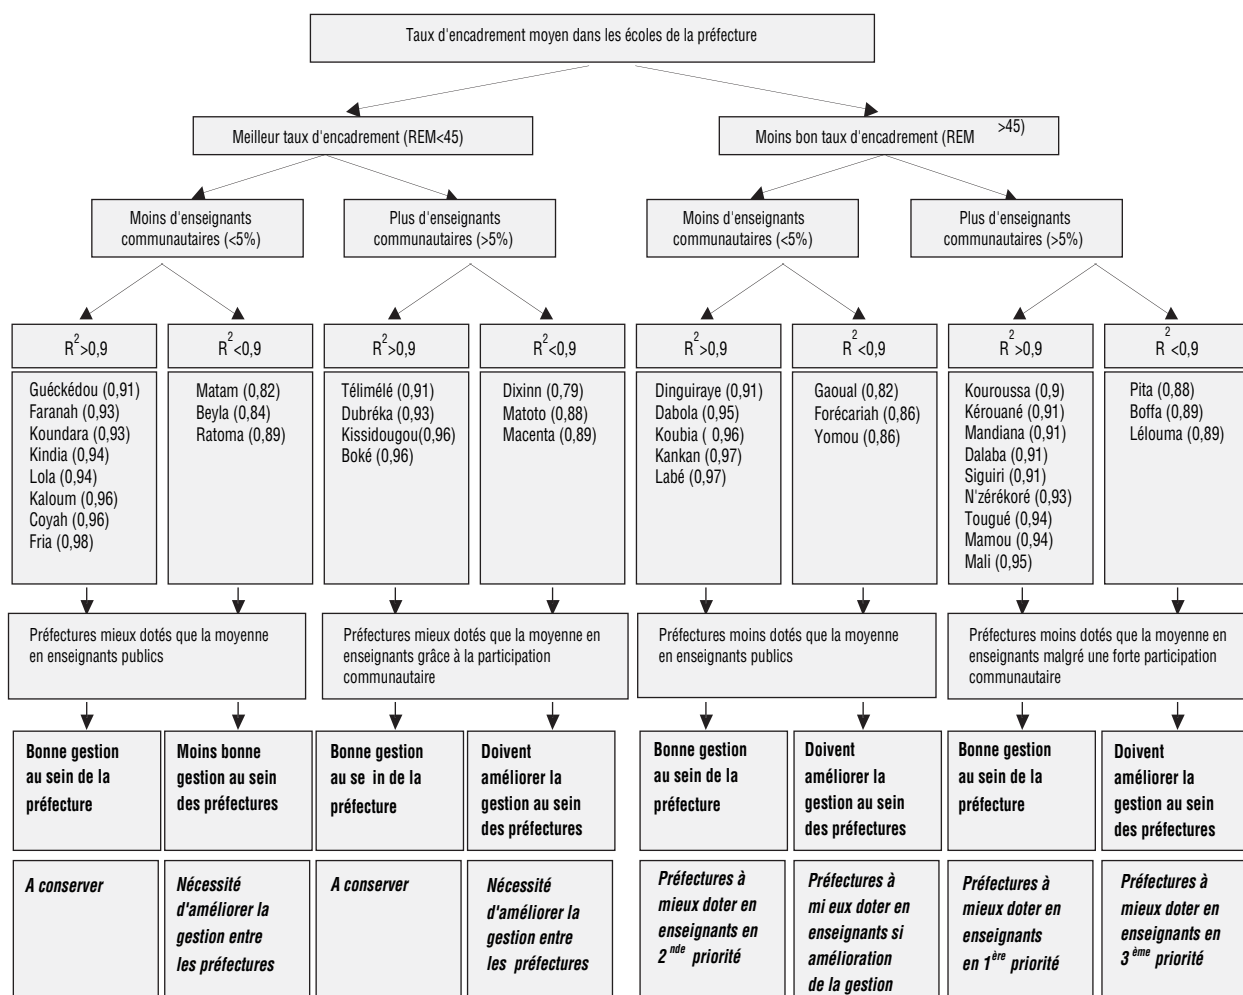 Taux d'encadrement moyen dans les écoles de la préfecture
Meilleur taux d'encadrement (REM<45)
Moins bon taux d'encadrement (REM >45)
Moins d'enseignants
communautaires (<5%)
Plus d'enseignants
communautaires (>5%)
Moins d'enseignants
communautaires (<5%)
Plus d'enseignants
communautaires (>5%)
R²>0,9
R²<0,9
R²>0,9
R²<0,9
R²>0,9
R²<0,9
R²>0,9
R²<0,9
Guéckédou (0,91)
Faranah (0,93)
Koundara (0,93)
Kindia (0,94)
Lola (0,94)
Kaloum (0,96)
Coyah (0,96)
Fria (0,98)
Matam (0,82)
Beyla (0,84)
Ratoma (0,89)
Télimélé (0,91)
Dubréka (0,93)
Kissidougou(0,96)
Boké (0,96)
Dixinn (0,79)
Matoto (0,88)
Macenta (0,89)
Dinguiraye (0,91)
Dabola (0,95)
Koubia ( 0,96)
Kankan (0,97)
Labé (0,97)
Gaoual (0,82)
Forécariah (0,86)
Yomou (0,86)
Kouroussa (0,9)
Kérouané (0,91)
Mandiana (0,91)
Dalaba (0,91)
Siguiri (0,91)
N'zérékoré (0,93)
Tougué (0,94)
Mamou (0,94)
Mali (0,95)
Pita (0,88)
Boffa (0,89)
Lélouma (0,89)
Préfectures mieux dotés que la moyenne
en enseignants publics
Préfectures mieux dotés que la moyenne en
enseignants grâce à la participation
communautaire
Préfectures moins dotés que la moyenne
en enseignants publics
Préfectures moins dotés que la moyenne en
enseignants malgré une forte participation
communautaire
Bonne gestion
au sein de la
préfecture
Moins bonne
gestion au sein
des préfectures
Bonne gestion
au se in de la
préfecture
Doivent
améliorer la
gestion au sein
des préfectures
Bonne gestion
au sein de la
préfecture
Doivent
améliorer la
gestion au sein
des préfectures
Bonne gestion
au sein de la
préfecture
Doivent
améliorer la
gestion au sein
des préfectures
A conserver
Nécessité
d'améliorer la
gestion entre
les préfectures
A conserver
Nécessité
d'améliorer la
gestion entre
les préfectures
Préfectures à
mieux doter en
enseignants en
2 nde priorité
Préfectures à
mi eux doter en
enseignants si
amélioration
de la gestion
Préfectures à
mieux doter en
enseignants
en 1ère priorité
Préfectures à
mieux doter en
enseignants en
3 ème priorité